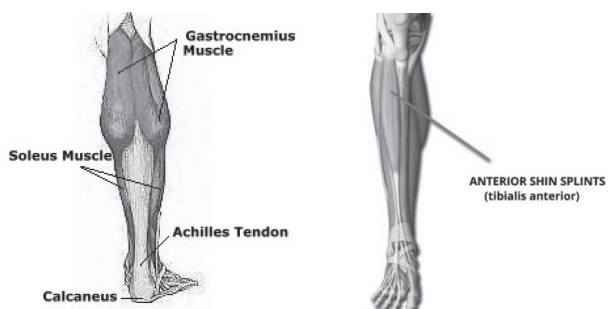 Gastrocnemius
Muscle
Soleus Muscle
Achilles Tendon
Calcaneus
ANTERIOR SHIN SPLINTS
(tibialis anterior)